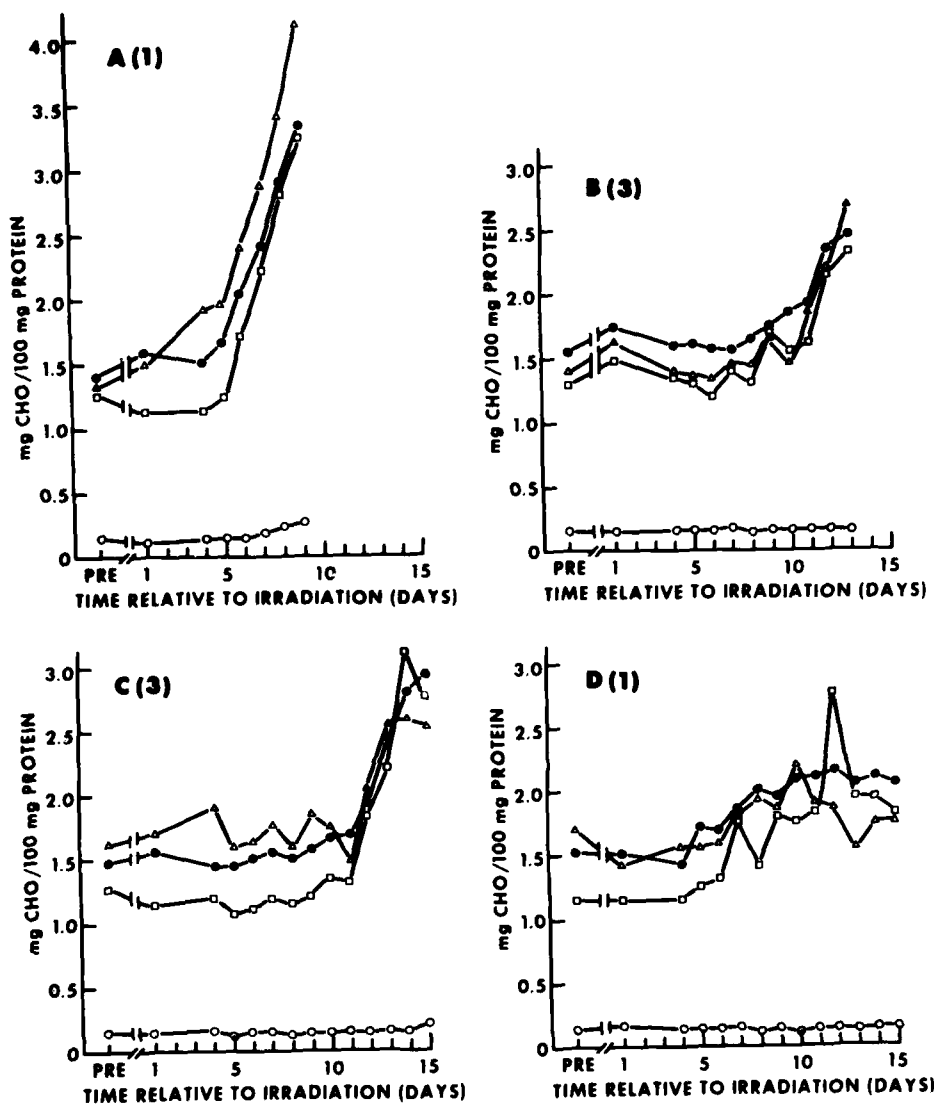 A (1)
mg CHO/100 mg PROTEIN
4.0
3.5
3.0
2.5
2.0
1.5
1.0
0.5
0
PRE 1 5 10 15
TIME RELATIVE TO IRRADIATION (DAYS)
B (3)
mg CHO/100 mg PROTEIN
3.0
2.5
2.0
1.5
1.0
0.5
0
PRE 1 5 10 15
TIME RELATIVE TO IRRADIATION (DAYS)
C (3)
mg CHO/100 mg PROTEIN
3.0
2.5
2.0
1.5
1.0
0.5
0
PRE 1 5 10 15
TIME RELATIVE TO IRRADIATION (DAYS)
D (1)
mg CHO/100 mg PROTEIN
3.0
2.5
2.0
1.5
1.0
0.5
0
PRE 1 5 10 15
TIME RELATIVE TO IRRADIATION (DAYS)